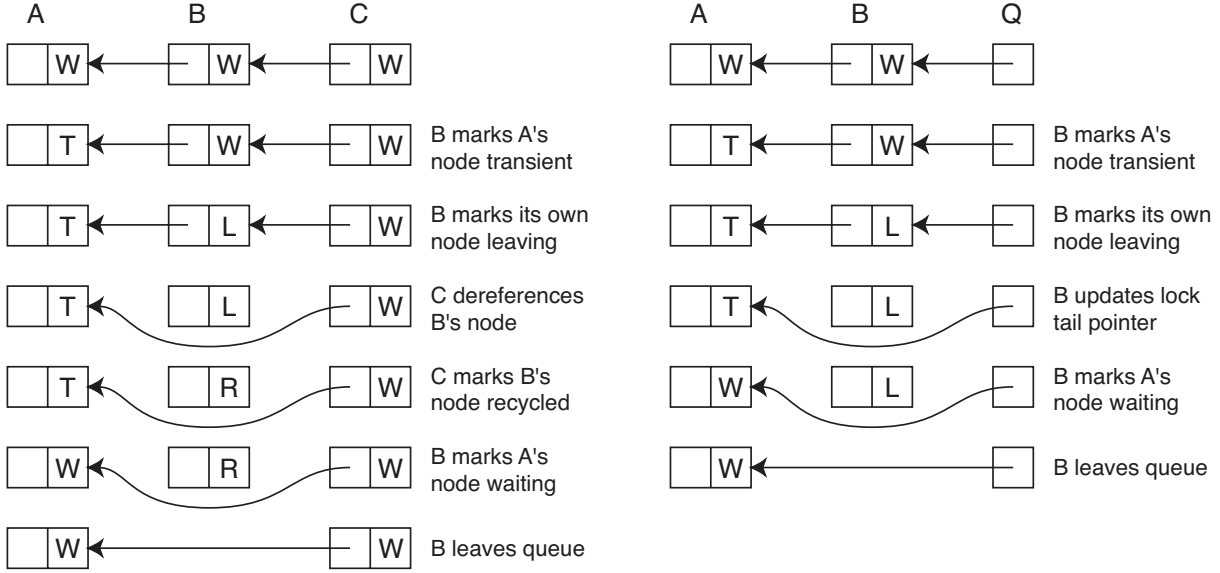 A B C
W W W
T W W
B marks A's
node transient
T L W
B marks its own
node leaving
T L W
C dereferences
B's node
T R W
C marks B's
node recycled
W R W
B marks A's
node waiting
W W
B leaves queue
A B Q
W W
T W
B marks A's
node transient
T L
B marks its own
node leaving
T L
B updates lock
tail pointer
W L
B marks A's
node waiting
W
B leaves queue